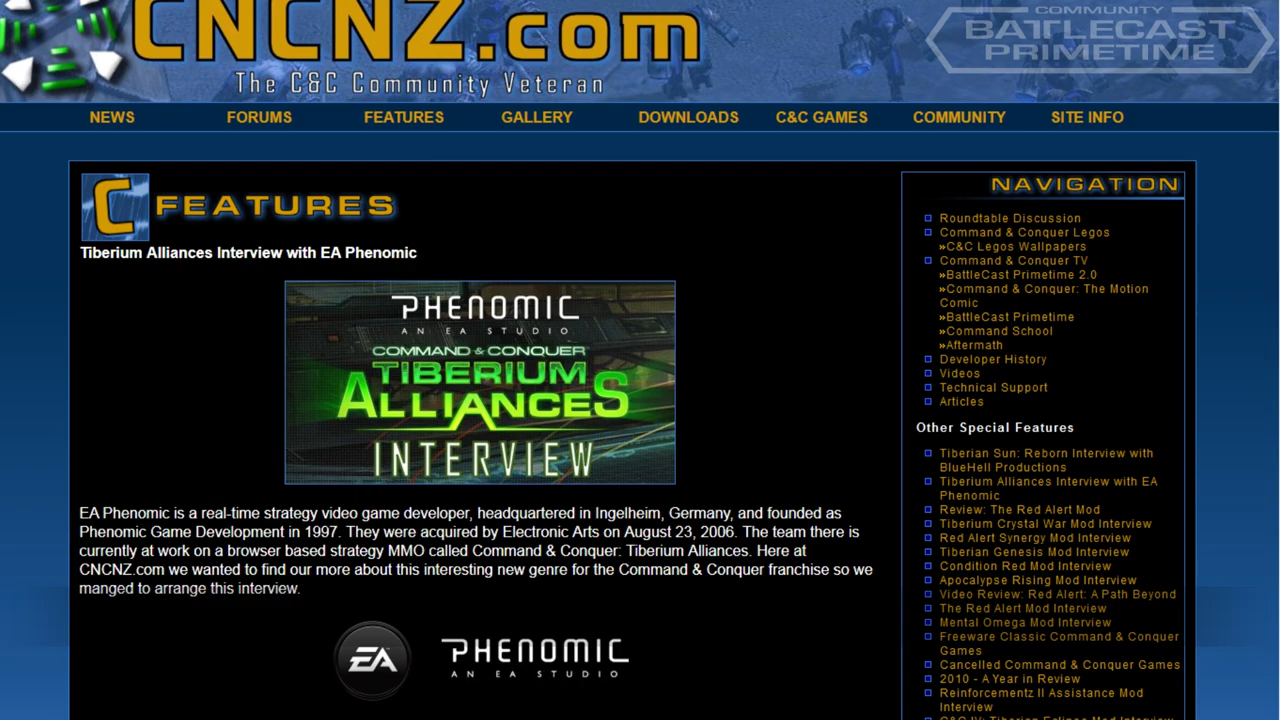 CNCNZ.com
The C&C Community Veteran
COMMUNITY
BATTLECAST
PRIMETIME
NEWS FORUMS FEATURES GALLERY DOWNLOADS C&C GAMES COMMUNITY SITE INFO
C FEATURES
Tiberium Alliances Interview with EA Phenomic
PHENOMIC
AN EA STUDIO
COMMAND & CONQUER
TIBERIUM
ALLIANCES
INTERVIEW
EA Phenomic is a real-time strategy video game developer, headquartered in Ingelheim, Germany, and founded as
Phenomic Game Development in 1997. They were acquired by Electronic Arts on August 23, 2006. The team there is
currently at work on a browser based strategy MMO called Command & Conquer: Tiberium Alliances. Here at
CNCNZ.com we wanted to find our more about this interesting new genre for the Command & Conquer franchise so we
manged to arrange this interview.
EA PHENOMIC
AN EA STUDIO
NAVIGATION
Roundtable Discussion
Command & Conquer Legos
»C&C Legos Wallpapers
Command & Conquer TV
»BattleCast Primetime 2.0
»Command & Conquer: The Motion
Comic
»BattleCast Primetime
»Command School
»Aftermath
Developer History
Videos
Technical Support
Articles
Other Special Features
Tiberian Sun: Reborn Interview with
BlueHell Productions
Tiberium Alliances Interview with EA
Phenomic
Review: The Red Alert Mod
Tiberium Crystal War Mod Interview
Red Alert Synergy Mod Interview
Tiberian Genesis Mod Interview
Condition Red Mod Interview
Apocalypse Rising Mod Interview
Video Review: Red Alert: A Path Beyond
The Red Alert Mod Interview
Mental Omega Mod Interview
Freeware Classic Command & Conquer
Games
Cancelled Command & Conquer Games
2010 - A Year in Review
Reinforcementz II Assistance Mod
Interview
C&C IV: Tiberian Eclipse Mod Interview